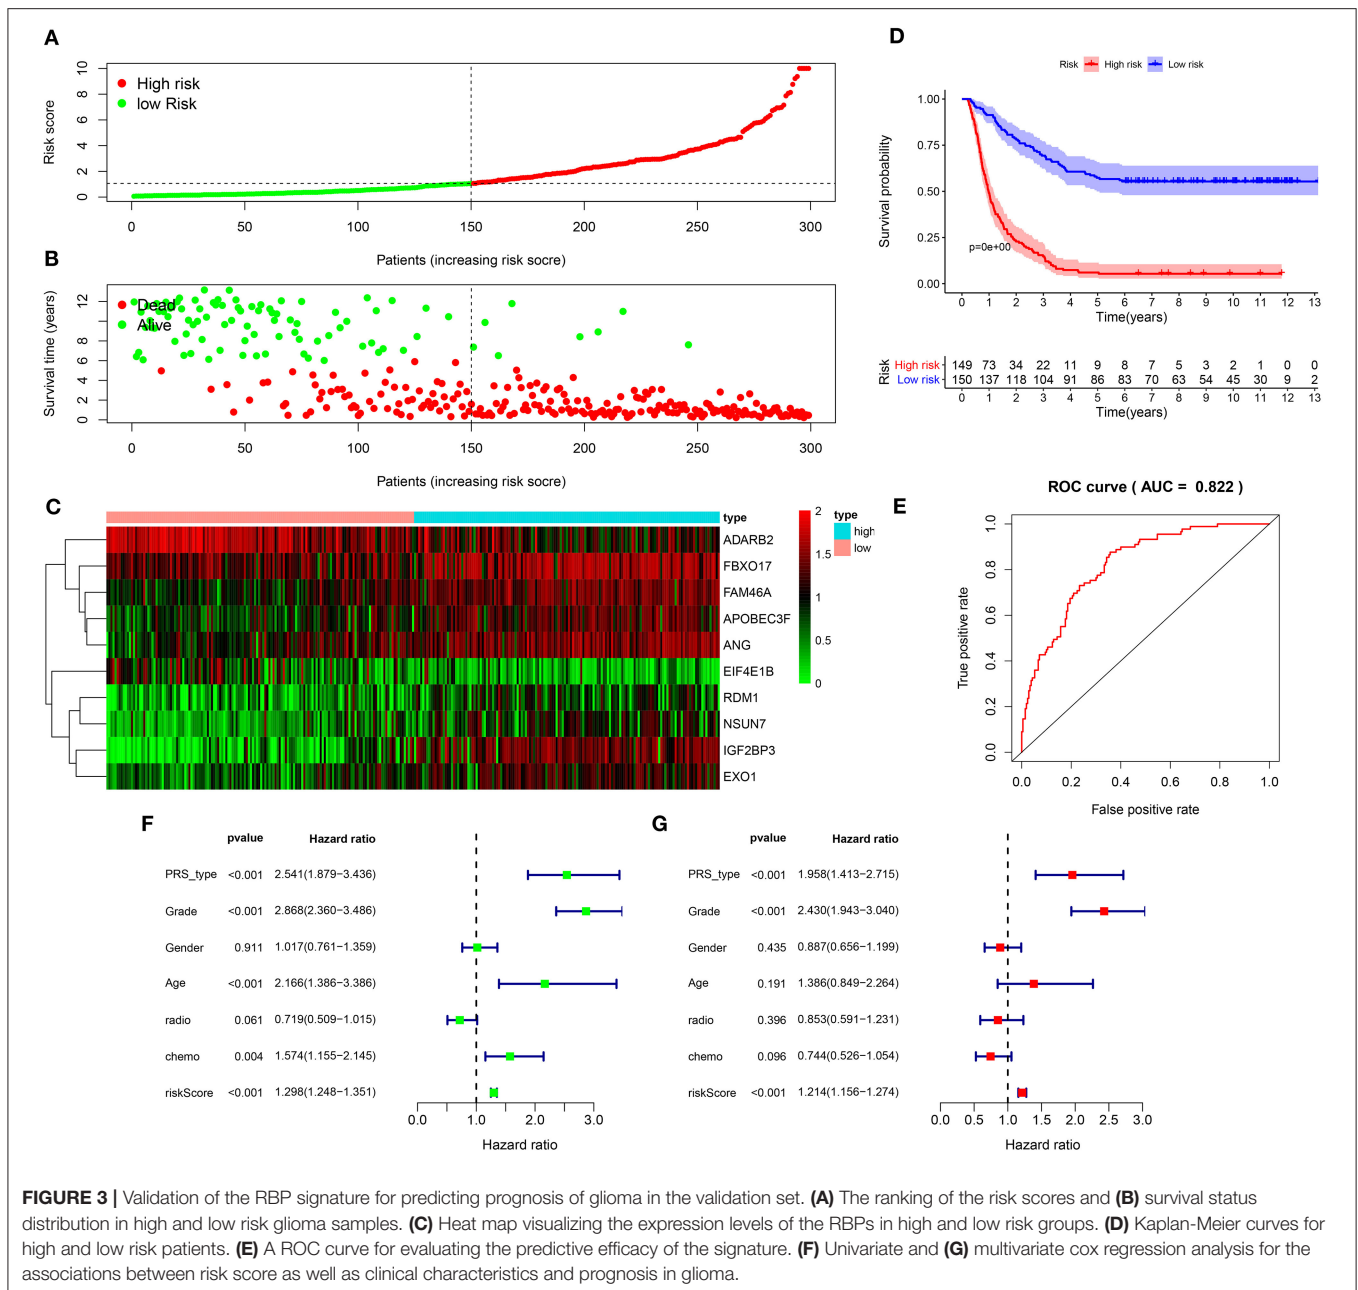 A
Risk score
10
8
6
4
2
0
High risk
low Risk
0 50 100 150 200 250 300
Patients (increasing risk socre)
B
Survival time (years)
12
10
8
6
4
2
0
Dead
Alive
0 50 100 150 200 250 300
Patients (increasing risk socre)
C
type
ADARB2
FBXO17
FAM46A
APOBEC3F
ANG
EIF4E1B
RDM1
NSUN7
IGF2BP3
EXO1
2
1.5
1
0.5
0
type
high
low
D
Risk High risk Low risk
Survival probability
1.00
0.75
0.50
0.25
0.00
p=0e+00
0 1 2 3 4 5 6 7 8 9 10 11 12 13
Time(years)
Risk
High risk 149 73 34 22 11 9 8 7 5 3 2 1 0 0
Low risk 150 137 118 104 91 86 83 70 63 54 45 30 9 2
0 1 2 3 4 5 6 7 8 9 10 11 12 13
Time(years)
E
ROC curve ( AUC = 0.822 )
True positive rate
1.0
0.8
0.6
0.4
0.2
0.0
0.0 0.2 0.4 0.6 0.8 1.0
False positive rate
F
pvalue Hazard ratio
PRS_type <0.001 2.541(1.879−3.436)
Grade <0.001 2.868(2.360−3.486)
Gender 0.911 1.017(0.761−1.359)
Age <0.001 2.166(1.386−3.386)
radio 0.061 0.719(0.509−1.015)
chemo 0.004 1.574(1.155−2.145)
riskScore <0.001 1.298(1.248−1.351)
0.0 1.0 2.0 3.0
Hazard ratio
G
pvalue Hazard ratio
PRS_type <0.001 1.958(1.413−2.715)
Grade <0.001 2.430(1.943−3.040)
Gender 0.435 0.887(0.656−1.199)
Age 0.191 1.386(0.849−2.264)
radio 0.396 0.853(0.591−1.231)
chemo 0.096 0.744(0.526−1.054)
riskScore <0.001 1.214(1.156−1.274)
0.0 0.5 1.0 1.5 2.0 2.5 3.0
Hazard ratio
FIGURE 3 | Validation of the RBP signature for predicting prognosis of glioma in the validation set. (A) The ranking of the risk scores and (B) survival status
distribution in high and low risk glioma samples. (C) Heat map visualizing the expression levels of the RBPs in high and low risk groups. (D) Kaplan-Meier curves for
high and low risk patients. (E) A ROC curve for evaluating the predictive efficacy of the signature. (F) Univariate and (G) multivariate cox regression analysis for the
associations between risk score as well as clinical characteristics and prognosis in glioma.